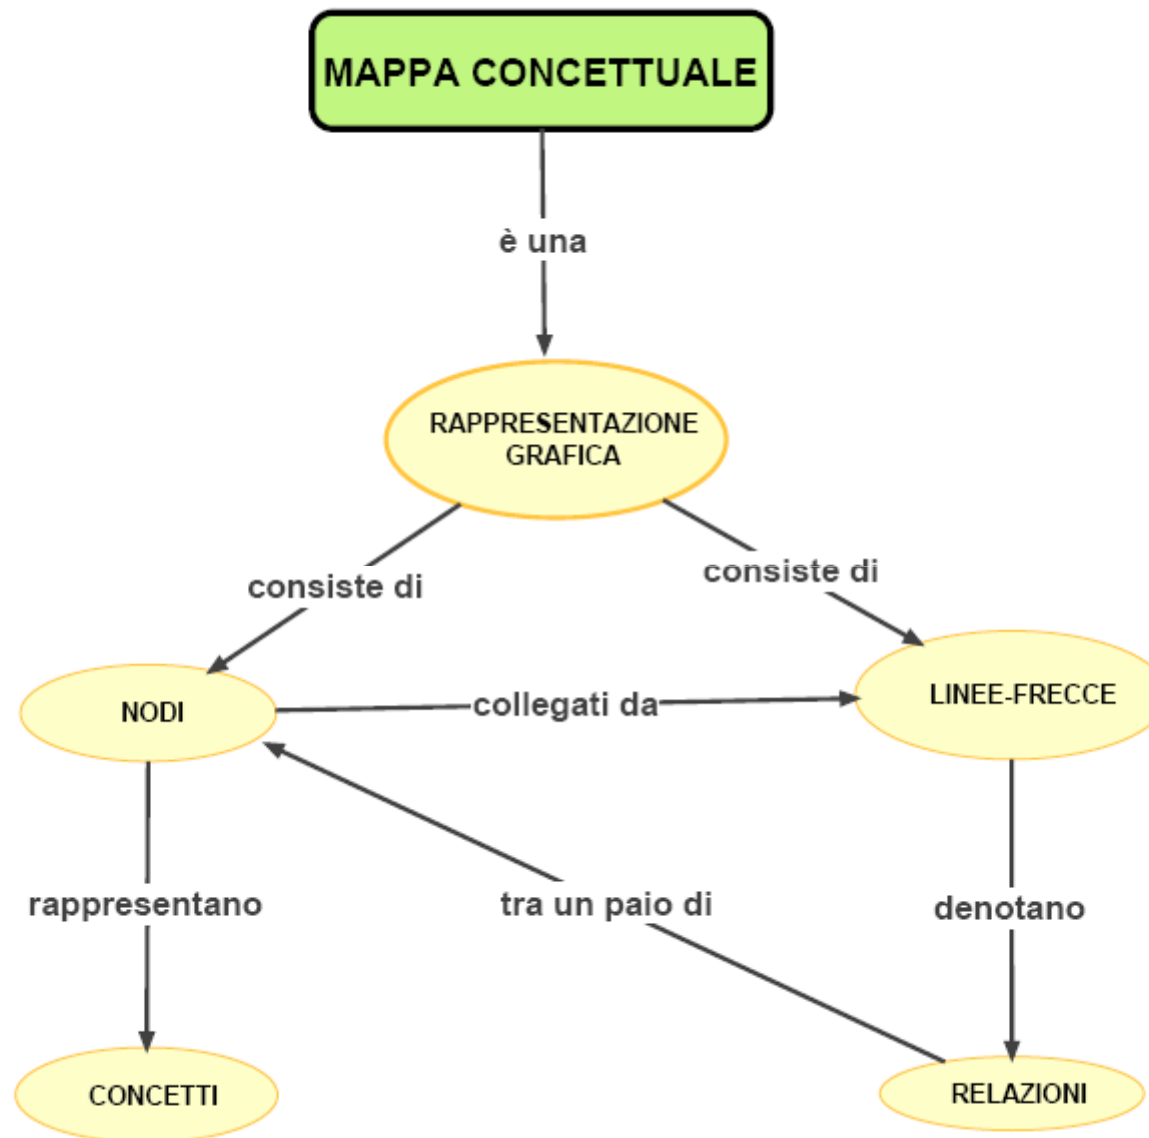 MAPPA CONCETTUALE
è una
RAPPRESENTAZIONE
GRAFICA
consiste di
consiste di
NODI
collegati da
LINEE-FRECCE
rappresentano
tra un paio di
denotano
CONCETTI
RELAZIONI